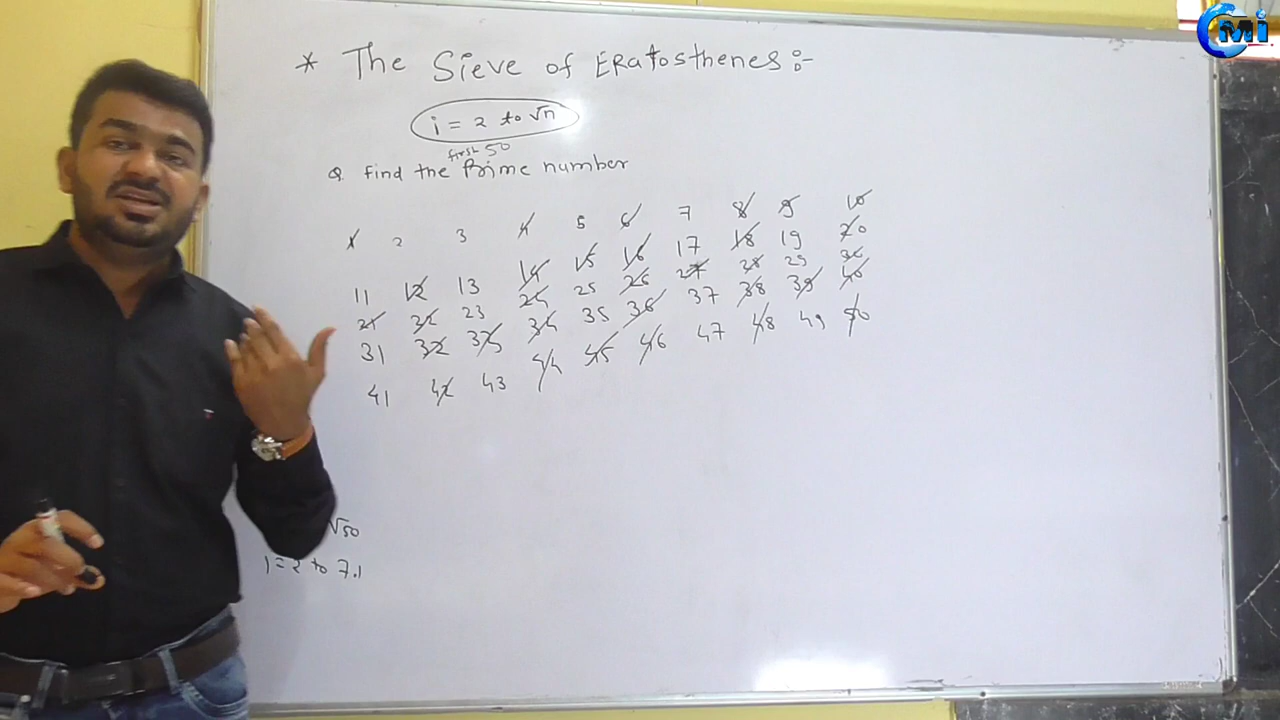 * The Sieve of ERatosthenes :-
i = 2 to √n
first 50
Q. find the Prime number
1 2 3 4 5 6 7 8 9 10
11 12 13 14 15 16 17 18 19 20
21 22 23 24 25 26 27 28 29 30
31 32 33 34 35 36 37 38 39 40
41 42 43 44 45 46 47 48 49 50
√50
i = 2 to 7.1
CMi